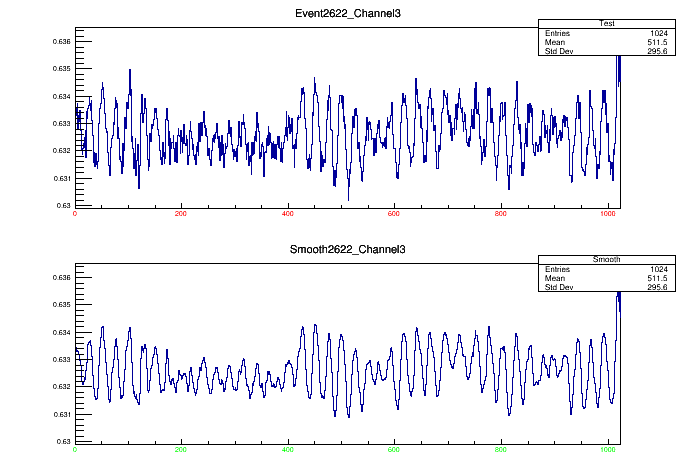 Event2622_Channel3
Test
Entries 1024
Mean 511.5
Std Dev 295.6
0.636
0.635
0.634
0.633
0.632
0.631
0.63
0 200 400 600 800 1000
Smooth2622_Channel3
Smooth
Entries 1024
Mean 511.5
Std Dev 295.6
0.636
0.635
0.634
0.633
0.632
0.631
0.63
0 200 400 600 800 1000